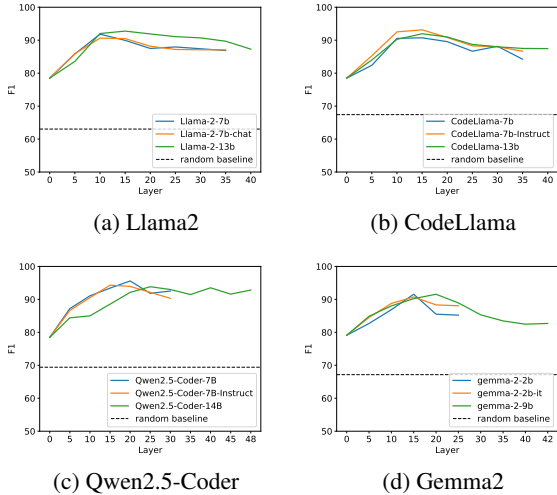 100
90
80
70
60
50
F1
Llama-2-7b
Llama-2-7b-chat
Llama-2-13b
random baseline
0 5 10 15 20 25 30 35 40
Layer
(a) Llama2
100
90
80
70
60
50
F1
CodeLlama-7b
CodeLlama-7b-Instruct
CodeLlama-13b
random baseline
0 5 10 15 20 25 30 35 40
Layer
(b) CodeLlama
100
90
80
70
60
50
F1
Qwen2.5-Coder-7B
Qwen2.5-Coder-7B-Instruct
Qwen2.5-Coder-14B
random baseline
0 5 10 15 20 25 30 35 40 45 48
Layer
(c) Qwen2.5-Coder
100
90
80
70
60
50
F1
gemma-2-2b
gemma-2-2b-it
gemma-2-9b
random baseline
0 5 10 15 20 25 30 35 40 42
Layer
(d) Gemma2